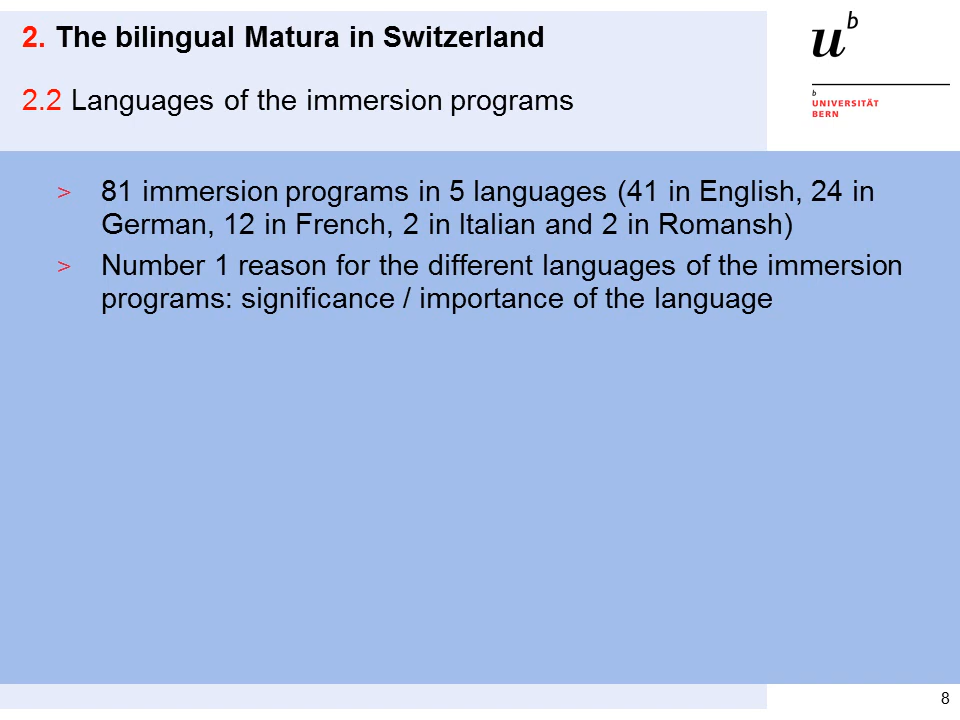 2. The bilingual Matura in Switzerland
2.2 Languages of the immersion programs
u^b
b
UNIVERSITÄT
BERN
> 81 immersion programs in 5 languages (41 in English, 24 in
German, 12 in French, 2 in Italian and 2 in Romansh)
> Number 1 reason for the different languages of the immersion
programs: significance / importance of the language
8